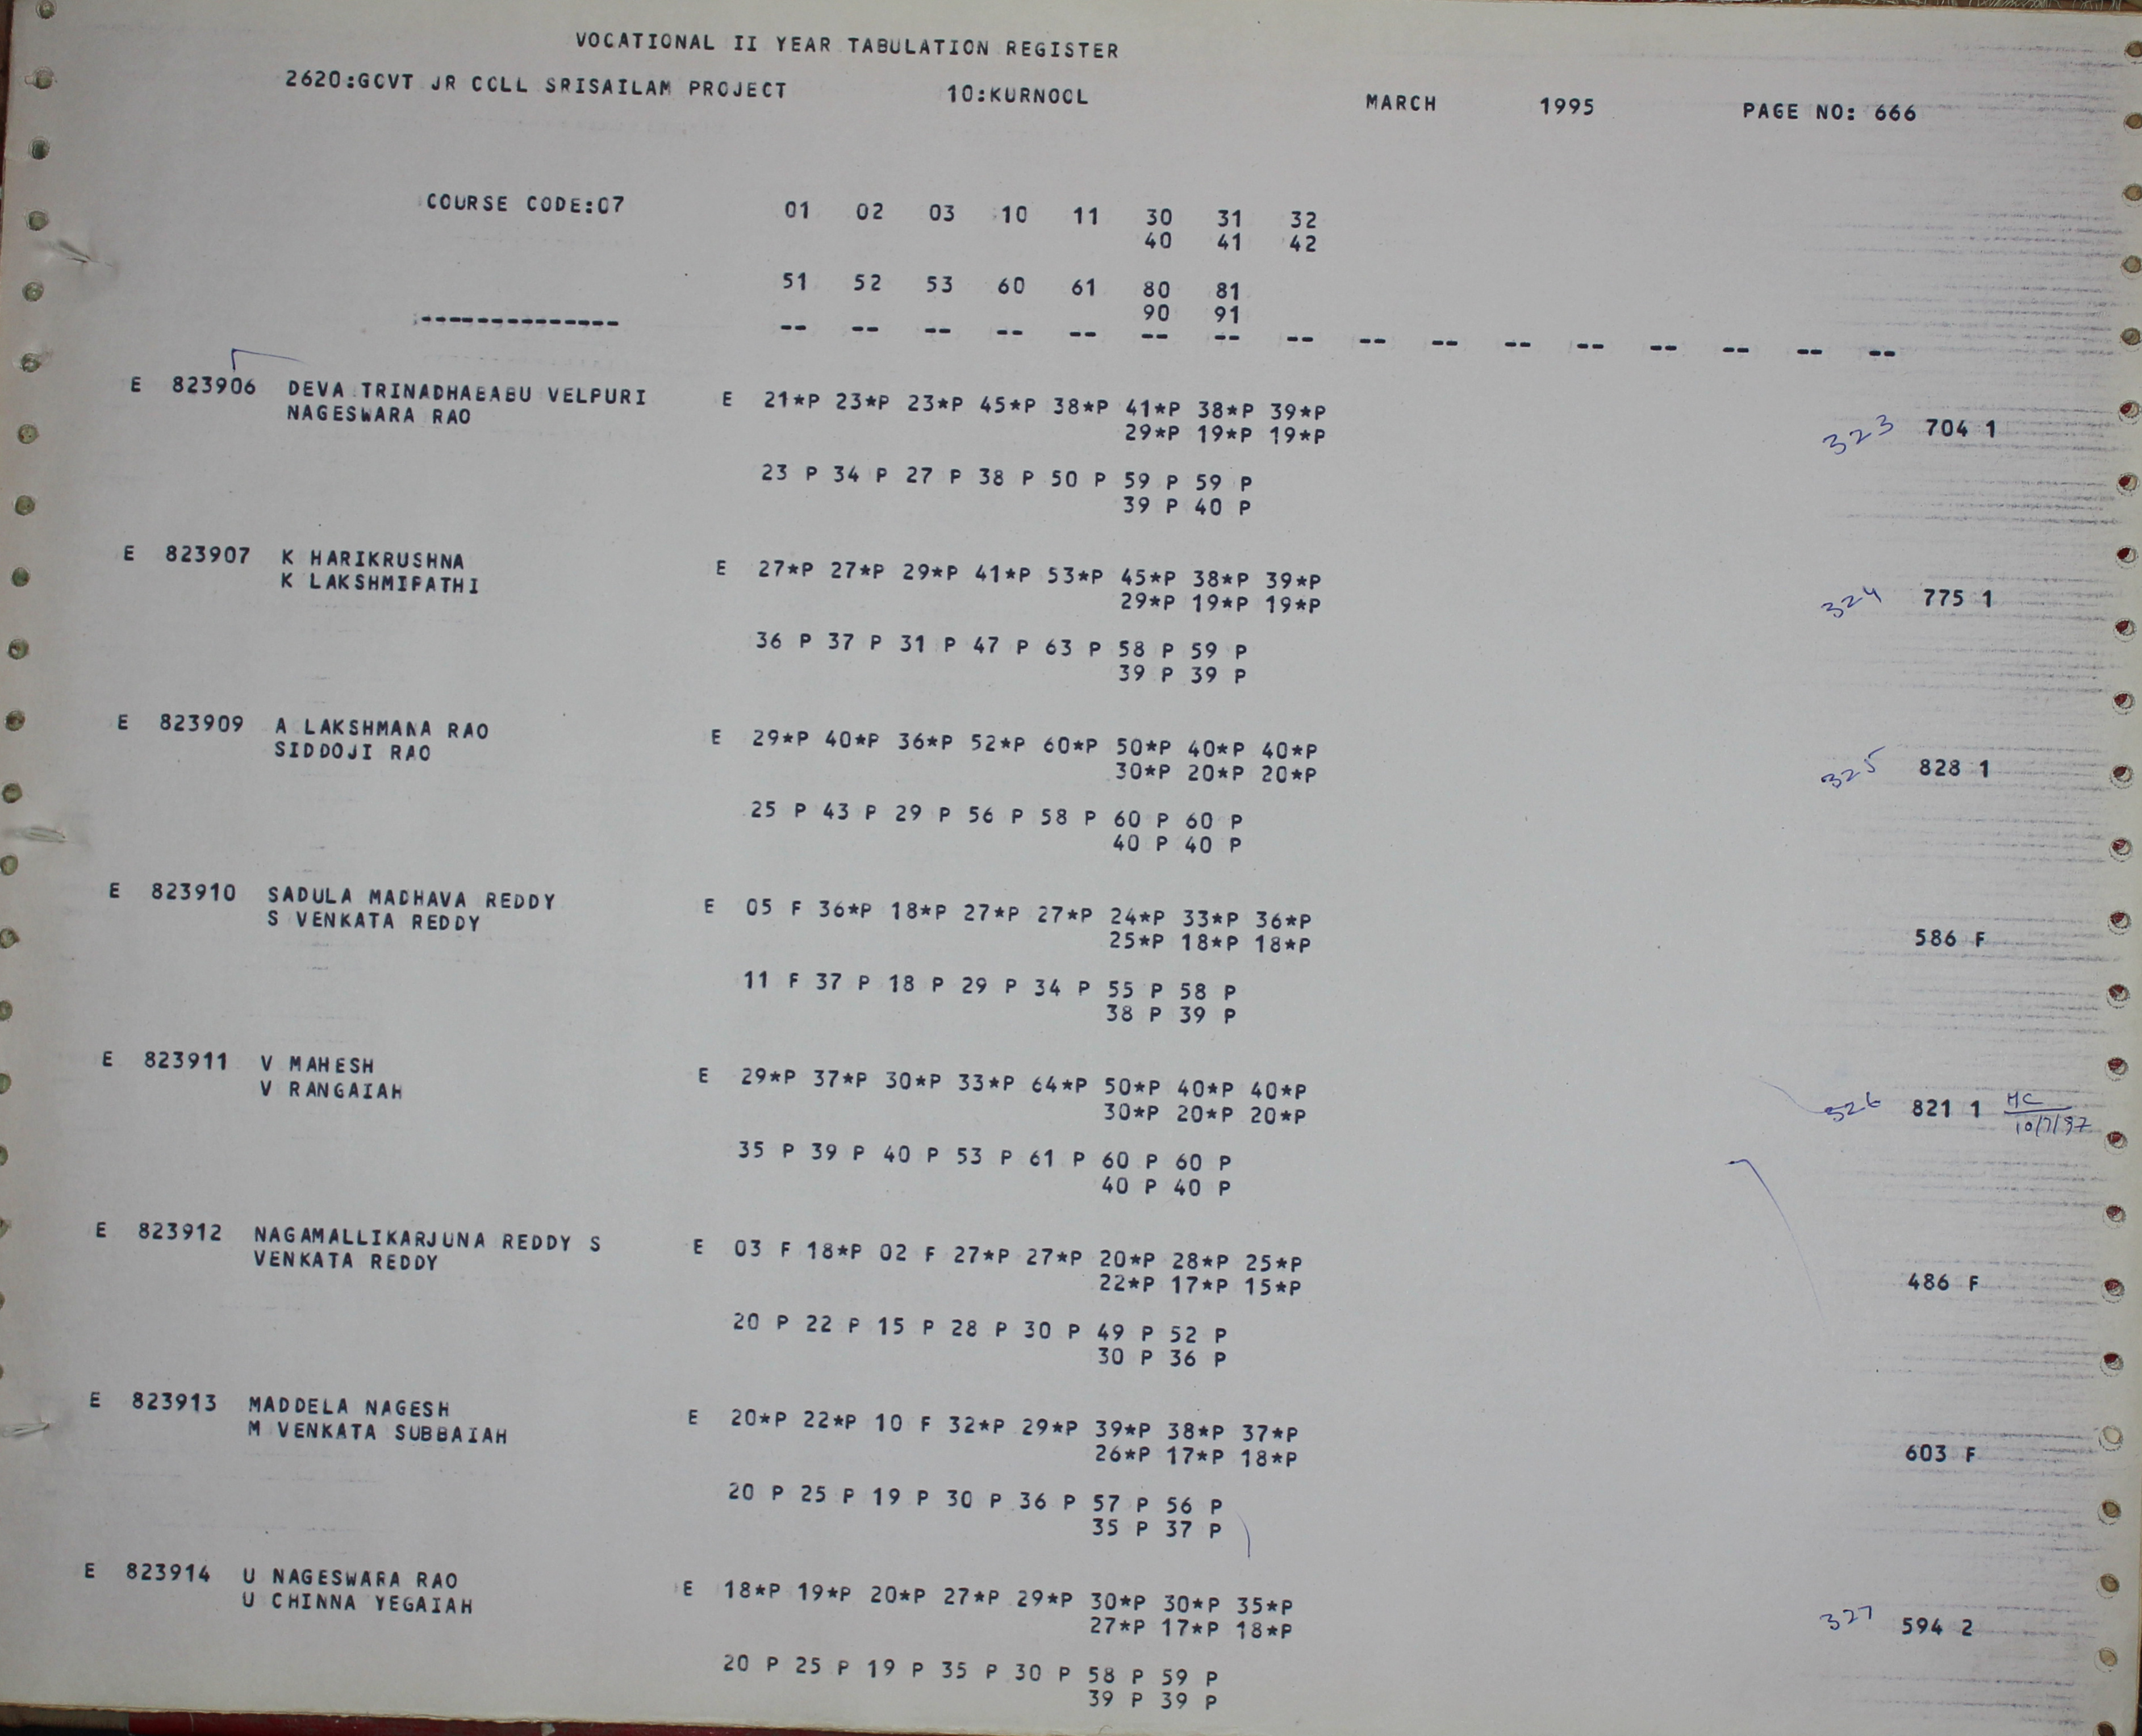 VOCATIONAL II YEAR TABULATION REGISTER
2620:GOVT JR COLL SRISAILAM PROJECT 10:KURNOOL MARCH 1995 PAGE NO: 666
COURSE CODE:07 01 02 03 10 11 30 31 32
40 41 42
51 52 53 60 61 80 81
90 91
-------------- -- -- -- -- -- -- -- -- -- -- -- -- -- -- -- --
E 823906 DEVA TRINADHABABU VELPURI E 21*P 23*P 23*P 45*P 38*P 41*P 38*P 39*P
NAGESWARA RAO 29*P 19*P 19*P 323 704 1
23 P 34 P 27 P 38 P 50 P 59 P 59 P
39 P 40 P
E 823907 K HARIKRUSHNA E 27*P 27*P 29*P 41*P 53*P 45*P 38*P 39*P
K LAKSHMIPATHI 29*P 19*P 19*P 324 775 1
36 P 37 P 31 P 47 P 63 P 58 P 59 P
39 P 39 P
E 823909 A LAKSHMANA RAO E 29*P 40*P 36*P 52*P 60*P 50*P 40*P 40*P
SIDDOJI RAO 30*P 20*P 20*P 325 828 1
25 P 43 P 29 P 56 P 58 P 60 P 60 P
40 P 40 P
E 823910 SADULA MADHAVA REDDY E 05 F 36*P 18*P 27*P 27*P 24*P 33*P 36*P
S VENKATA REDDY 25*P 18*P 18*P 586 F
11 F 37 P 18 P 29 P 34 P 55 P 58 P
38 P 39 P
E 823911 V MAHESH E 29*P 37*P 30*P 33*P 64*P 50*P 40*P 40*P
V RANGAIAH 30*P 20*P 20*P 326 821 1 MC
10/7/97
35 P 39 P 40 P 53 P 61 P 60 P 60 P
40 P 40 P
E 823912 NAGAMALLIKARJUNA REDDY S E 03 F 18*P 02 F 27*P 27*P 20*P 28*P 25*P
VENKATA REDDY 22*P 17*P 15*P 486 F
20 P 22 P 15 P 28 P 30 P 49 P 52 P
30 P 36 P
E 823913 MADDELA NAGESH E 20*P 22*P 10 F 32*P 29*P 39*P 38*P 37*P
M VENKATA SUBBAIAH 26*P 17*P 18*P 603 F
20 P 25 P 19 P 30 P 36 P 57 P 56 P
35 P 37 P
E 823914 U NAGESWARA RAO E 18*P 19*P 20*P 27*P 29*P 30*P 30*P 35*P
U CHINNA YEGAIAH 27*P 17*P 18*P 327 594 2
20 P 25 P 19 P 35 P 30 P 58 P 59 P
39 P 39 P